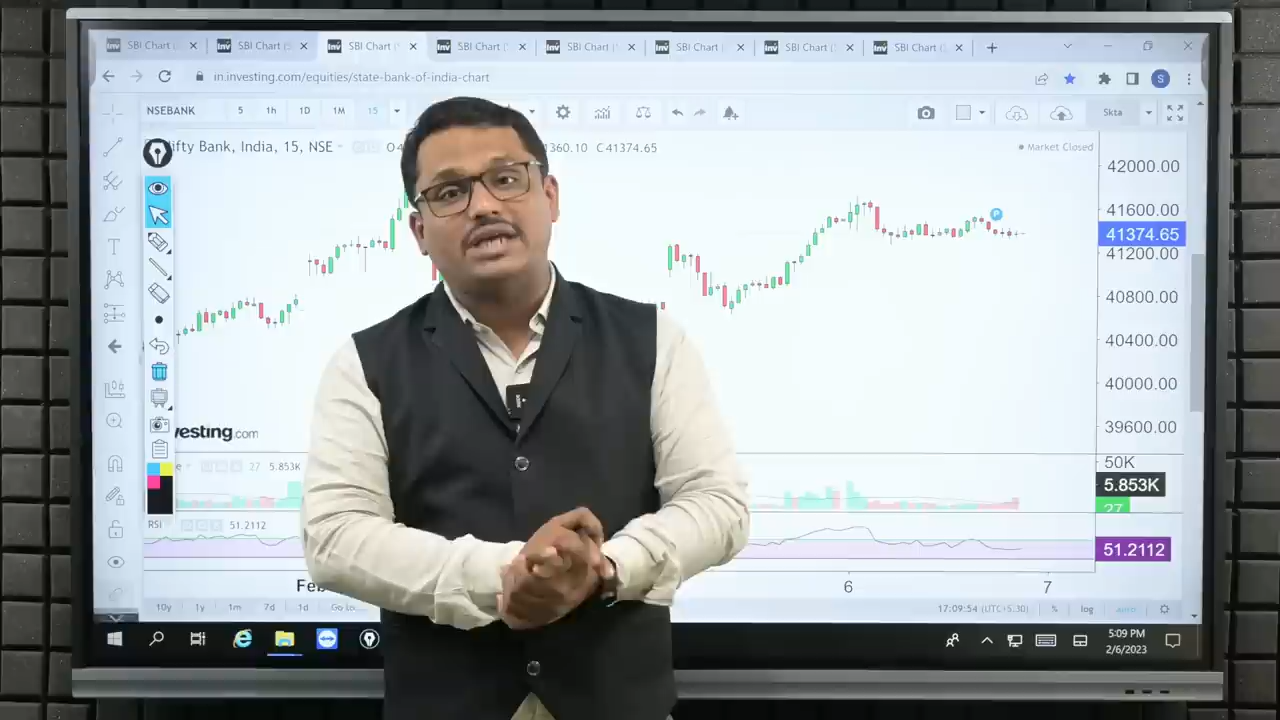 SBI Chart ( SBI Chart (S SBI Chart ( SBI Chart (' SBI Chart ( SBI Chart ( SBI Chart ( SBI Chart (
in.investing.com/equities/state-bank-of-india-chart
S
NSEBANK 5 1h 1D 1M 15
Skta
ifty Bank, India, 15, NSE
360.10 C41374.65
Market Closed
42000.00
41600.00
P
41374.65
41200.00
40800.00
40400.00
40000.00
39600.00
vesting.com
27 5.853K
50K
5.853K
27
RSI 51.2112
51.2112
6 7
10y 1y 1m 7d 1d Go to...
17:09:54 (UTC+5:30) % log auto
5:09 PM
2/6/2023